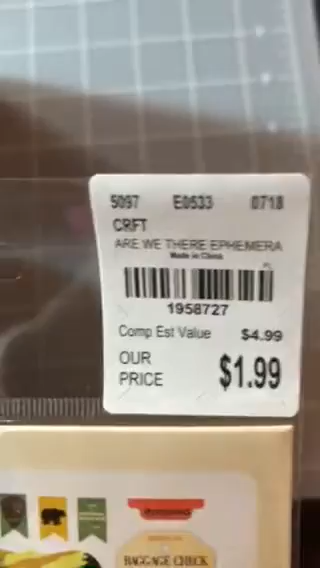 5097 E0533 0718
CRFT
ARE WE THERE EPHEMERA
Made in China
1958727
Comp Est Value $4.99
OUR
PRICE $1.99
BAGGAGE CHECK